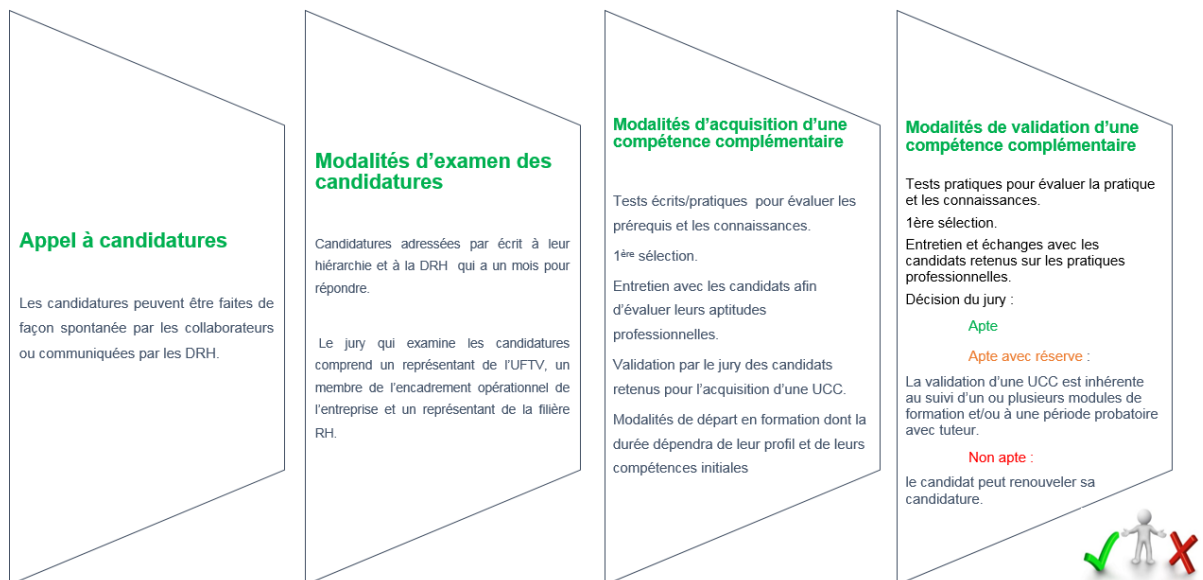 Appel à candidatures
Les candidatures peuvent être faites de
façon spontanée par les collaborateurs
ou communiquées par les DRH.
Modalités d'examen des
candidatures
Candidatures adressées par écrit à leur
hiérarchie et à la DRH qui a un mois pour
répondre.
Le jury qui examine les candidatures
comprend un représentant de l'UFTV, un
membre de l'encadrement opérationnel de
l'entreprise et un représentant de la filière
RH.
Modalités d'acquisition d'une
compétence complémentaire
Tests écrits/pratiques pour évaluer les
prérequis et les connaissances.
1ère sélection.
Entretien avec les candidats afin
d'évaluer leurs aptitudes
professionnelles.
Validation par le jury des candidats
retenus pour l'acquisition d'une UCC.
Modalités de départ en formation dont la
durée dépendra de leur profil et de leurs
compétences initiales
Modalités de validation d'une
compétence complémentaire
Tests pratiques pour évaluer la pratique
et les connaissances.
1ère sélection.
Entretien et échanges avec les
candidats retenus sur les pratiques
professionnelles.
Décision du jury :
Apte
Apte avec réserve :
La validation d'une UCC est inhérente
au suivi d'un ou plusieurs modules de
formation et/ou à une période probatoire
avec tuteur.
Non apte :
le candidat peut renouveler sa
candidature.